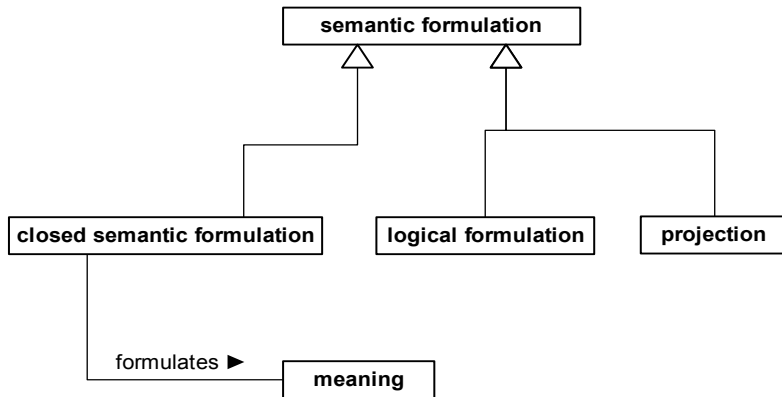 semantic formulation
closed semantic formulation
logical formulation
projection
formulates ►
meaning